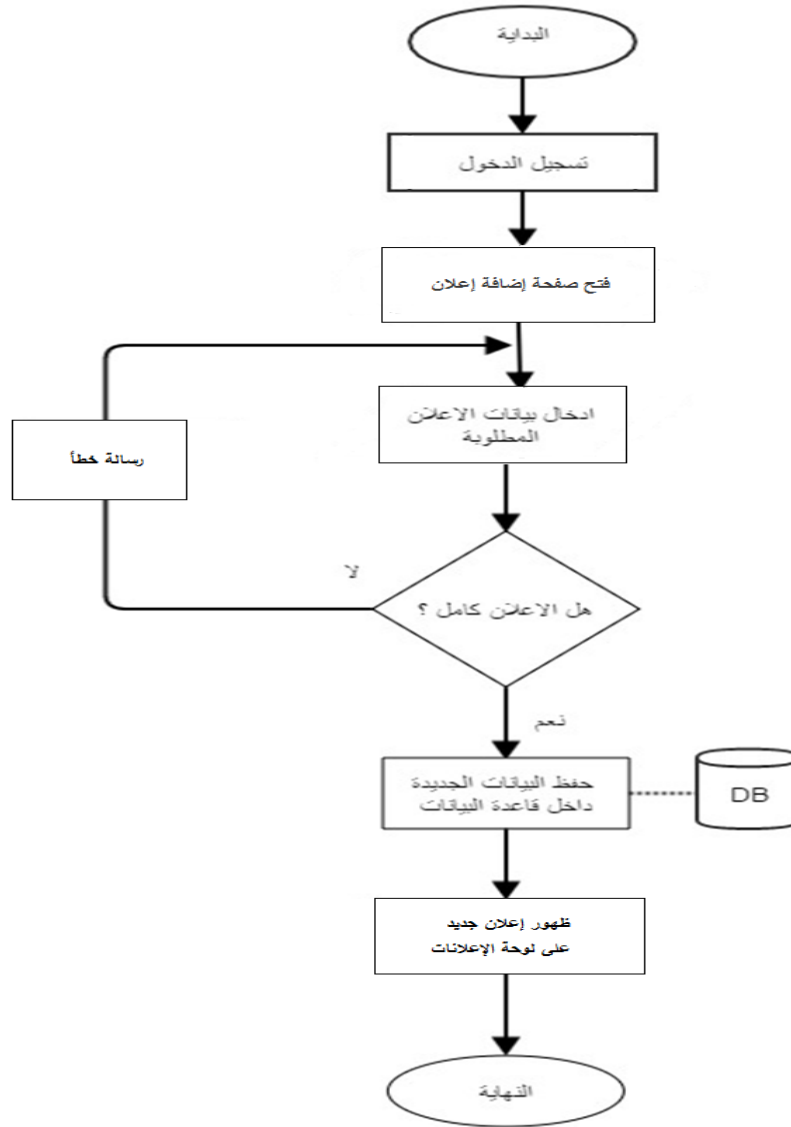 البداية
تسجيل الدخول
فتح صفحة إضافة إعلان
ادخال بيانات الاعلان
المطلوبة
رسالة خطأ
لا
هل الاعلان كامل ؟
نعم
حفظ البيانات الجديدة
داخل قاعدة البيانات
DB
ظهور إعلان جديد
على لوحة الإعلانات
النهاية